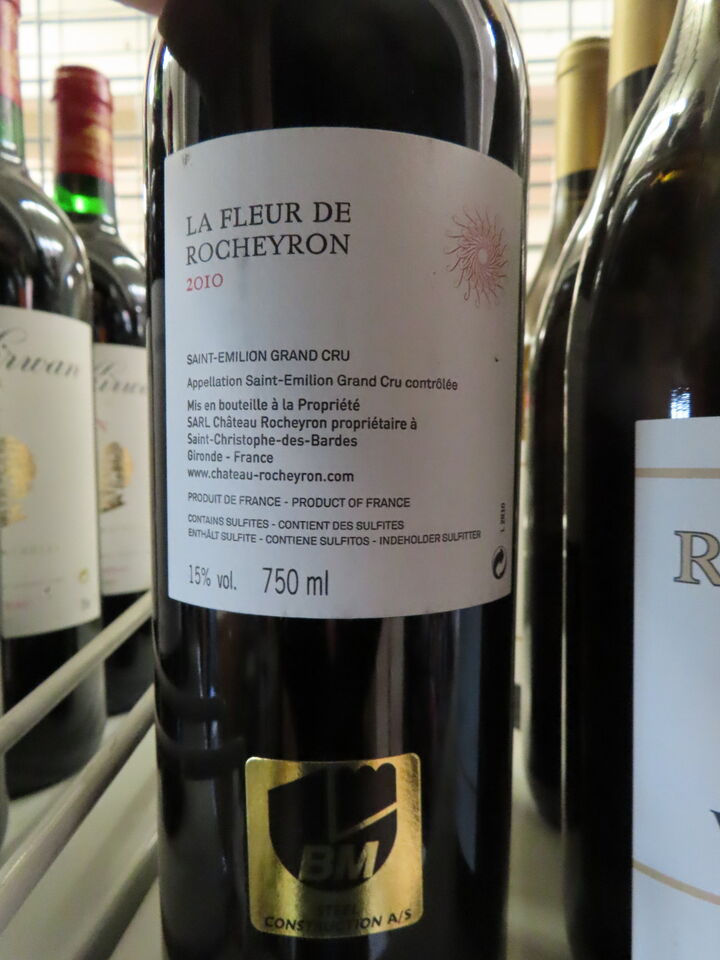 LA FLEUR DE
ROCHEYRON
2010
SAINT-EMILION GRAND CRU
Appellation Saint-Emilion Grand Cru contrôlée
Mis en bouteille à la Propriété
SARL Château Rocheyron propriétaire à
Saint-Christophe-des-Bardes
Gironde - France
www.chateau-rocheyron.com
PRODUIT DE FRANCE - PRODUCT OF FRANCE
CONTAINS SULFITES - CONTIENT DES SULFITES
ENTHÄLT SULFITE - CONTIENE SULFITOS - INDEHOLDER SULFITTER
15% vol. 750 ml
BM
STEEL
CONSTRUCTION A/S
R